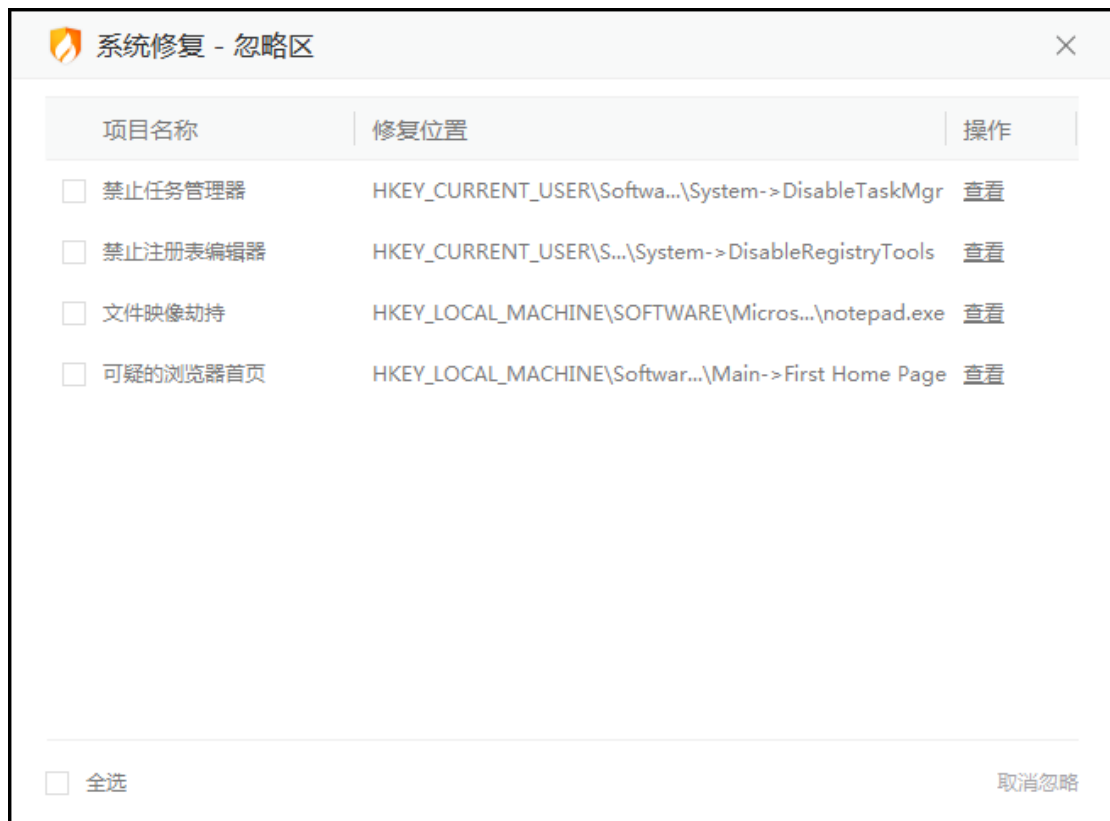 系统修复 - 忽略区
项目名称 修复位置 操作
禁止任务管理器 HKEY_CURRENT_USER\Softwa...\System->DisableTaskMgr 查看
禁止注册表编辑器 HKEY_CURRENT_USER\S...\System->DisableRegistryTools 查看
文件映像劫持 HKEY_LOCAL_MACHINE\SOFTWARE\Micros...\notepad.exe 查看
可疑的浏览器首页 HKEY_LOCAL_MACHINE\Softwar...\Main->First Home Page 查看
全选 取消忽略